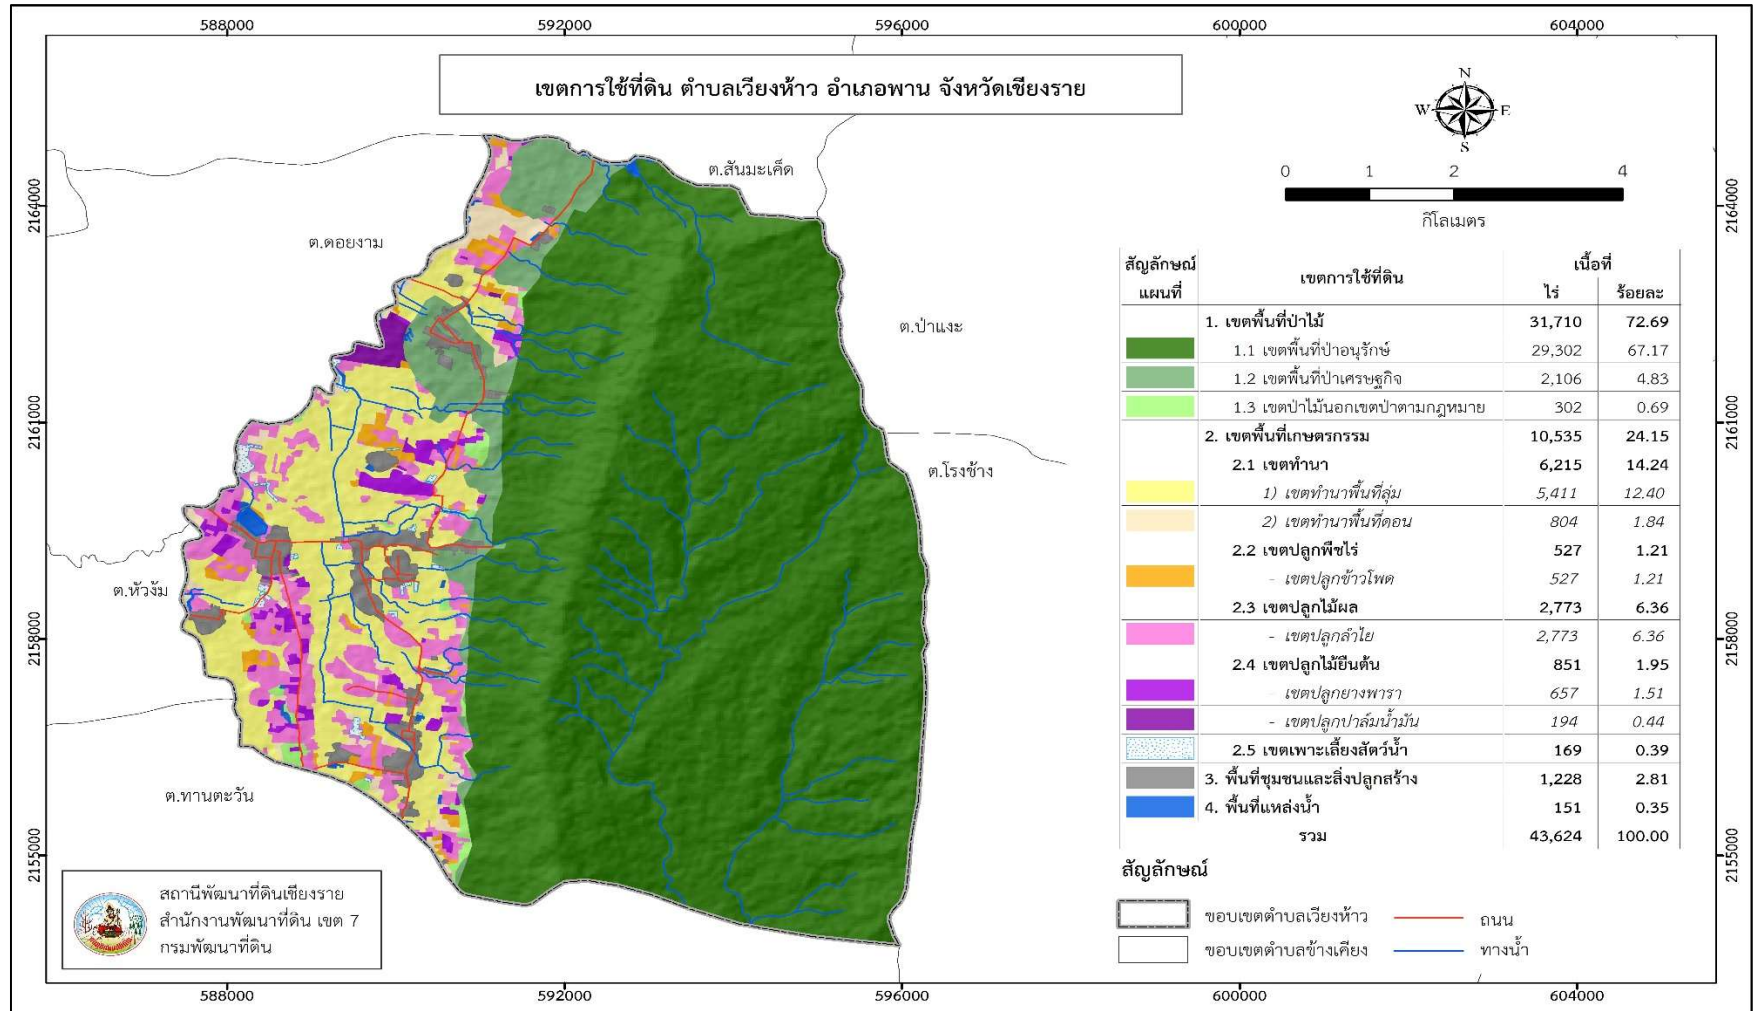 588000 592000 596000 600000 604000
เขตการใช้ที่ดิน ตำบลเวียงห้าว อำเภอพาน จังหวัดเชียงราย
N
W E
S
0 1 2 4
กิโลเมตร
2164000 2164000
2161000 2161000
2158000 2158000
2155000 2155000
ต.สันมะเค็ด
ต.ดอยงาม
ต.ป่าแงะ
ต.โรงช้าง
ต.หัวง้ม
ต.ทานตะวัน
สัญลักษณ์ เขตการใช้ที่ดิน เนื้อที่
แผนที่ ไร่ ร้อยละ
1. เขตพื้นที่ป่าไม้ 31,710 72.69
1.1 เขตพื้นที่ป่าอนุรักษ์ 29,302 67.17
1.2 เขตพื้นที่ป่าเศรษฐกิจ 2,106 4.83
1.3 เขตป่าไม้นอกเขตป่าตามกฎหมาย 302 0.69
2. เขตพื้นที่เกษตรกรรม 10,535 24.15
2.1 เขตทำนา 6,215 14.24
1) เขตทำนาพื้นที่ลุ่ม 5,411 12.40
2) เขตทำนาพื้นที่ดอน 804 1.84
2.2 เขตปลูกพืชไร่ 527 1.21
- เขตปลูกข้าวโพด 527 1.21
2.3 เขตปลูกไม้ผล 2,773 6.36
- เขตปลูกลำไย 2,773 6.36
2.4 เขตปลูกไม้ยืนต้น 851 1.95
- เขตปลูกยางพารา 657 1.51
- เขตปลูกปาล์มน้ำมัน 194 0.44
2.5 เขตเพาะเลี้ยงสัตว์น้ำ 169 0.39
3. พื้นที่ชุมชนและสิ่งปลูกสร้าง 1,228 2.81
4. พื้นที่แหล่งน้ำ 151 0.35
รวม 43,624 100.00
สัญลักษณ์
ขอบเขตตำบลเวียงห้าว ถนน
ขอบเขตตำบลข้างเคียง ทางน้ำ
สถานีพัฒนาที่ดินเชียงราย
สำนักงานพัฒนาที่ดิน เขต 7
กรมพัฒนาที่ดิน
588000 592000 596000 600000 604000